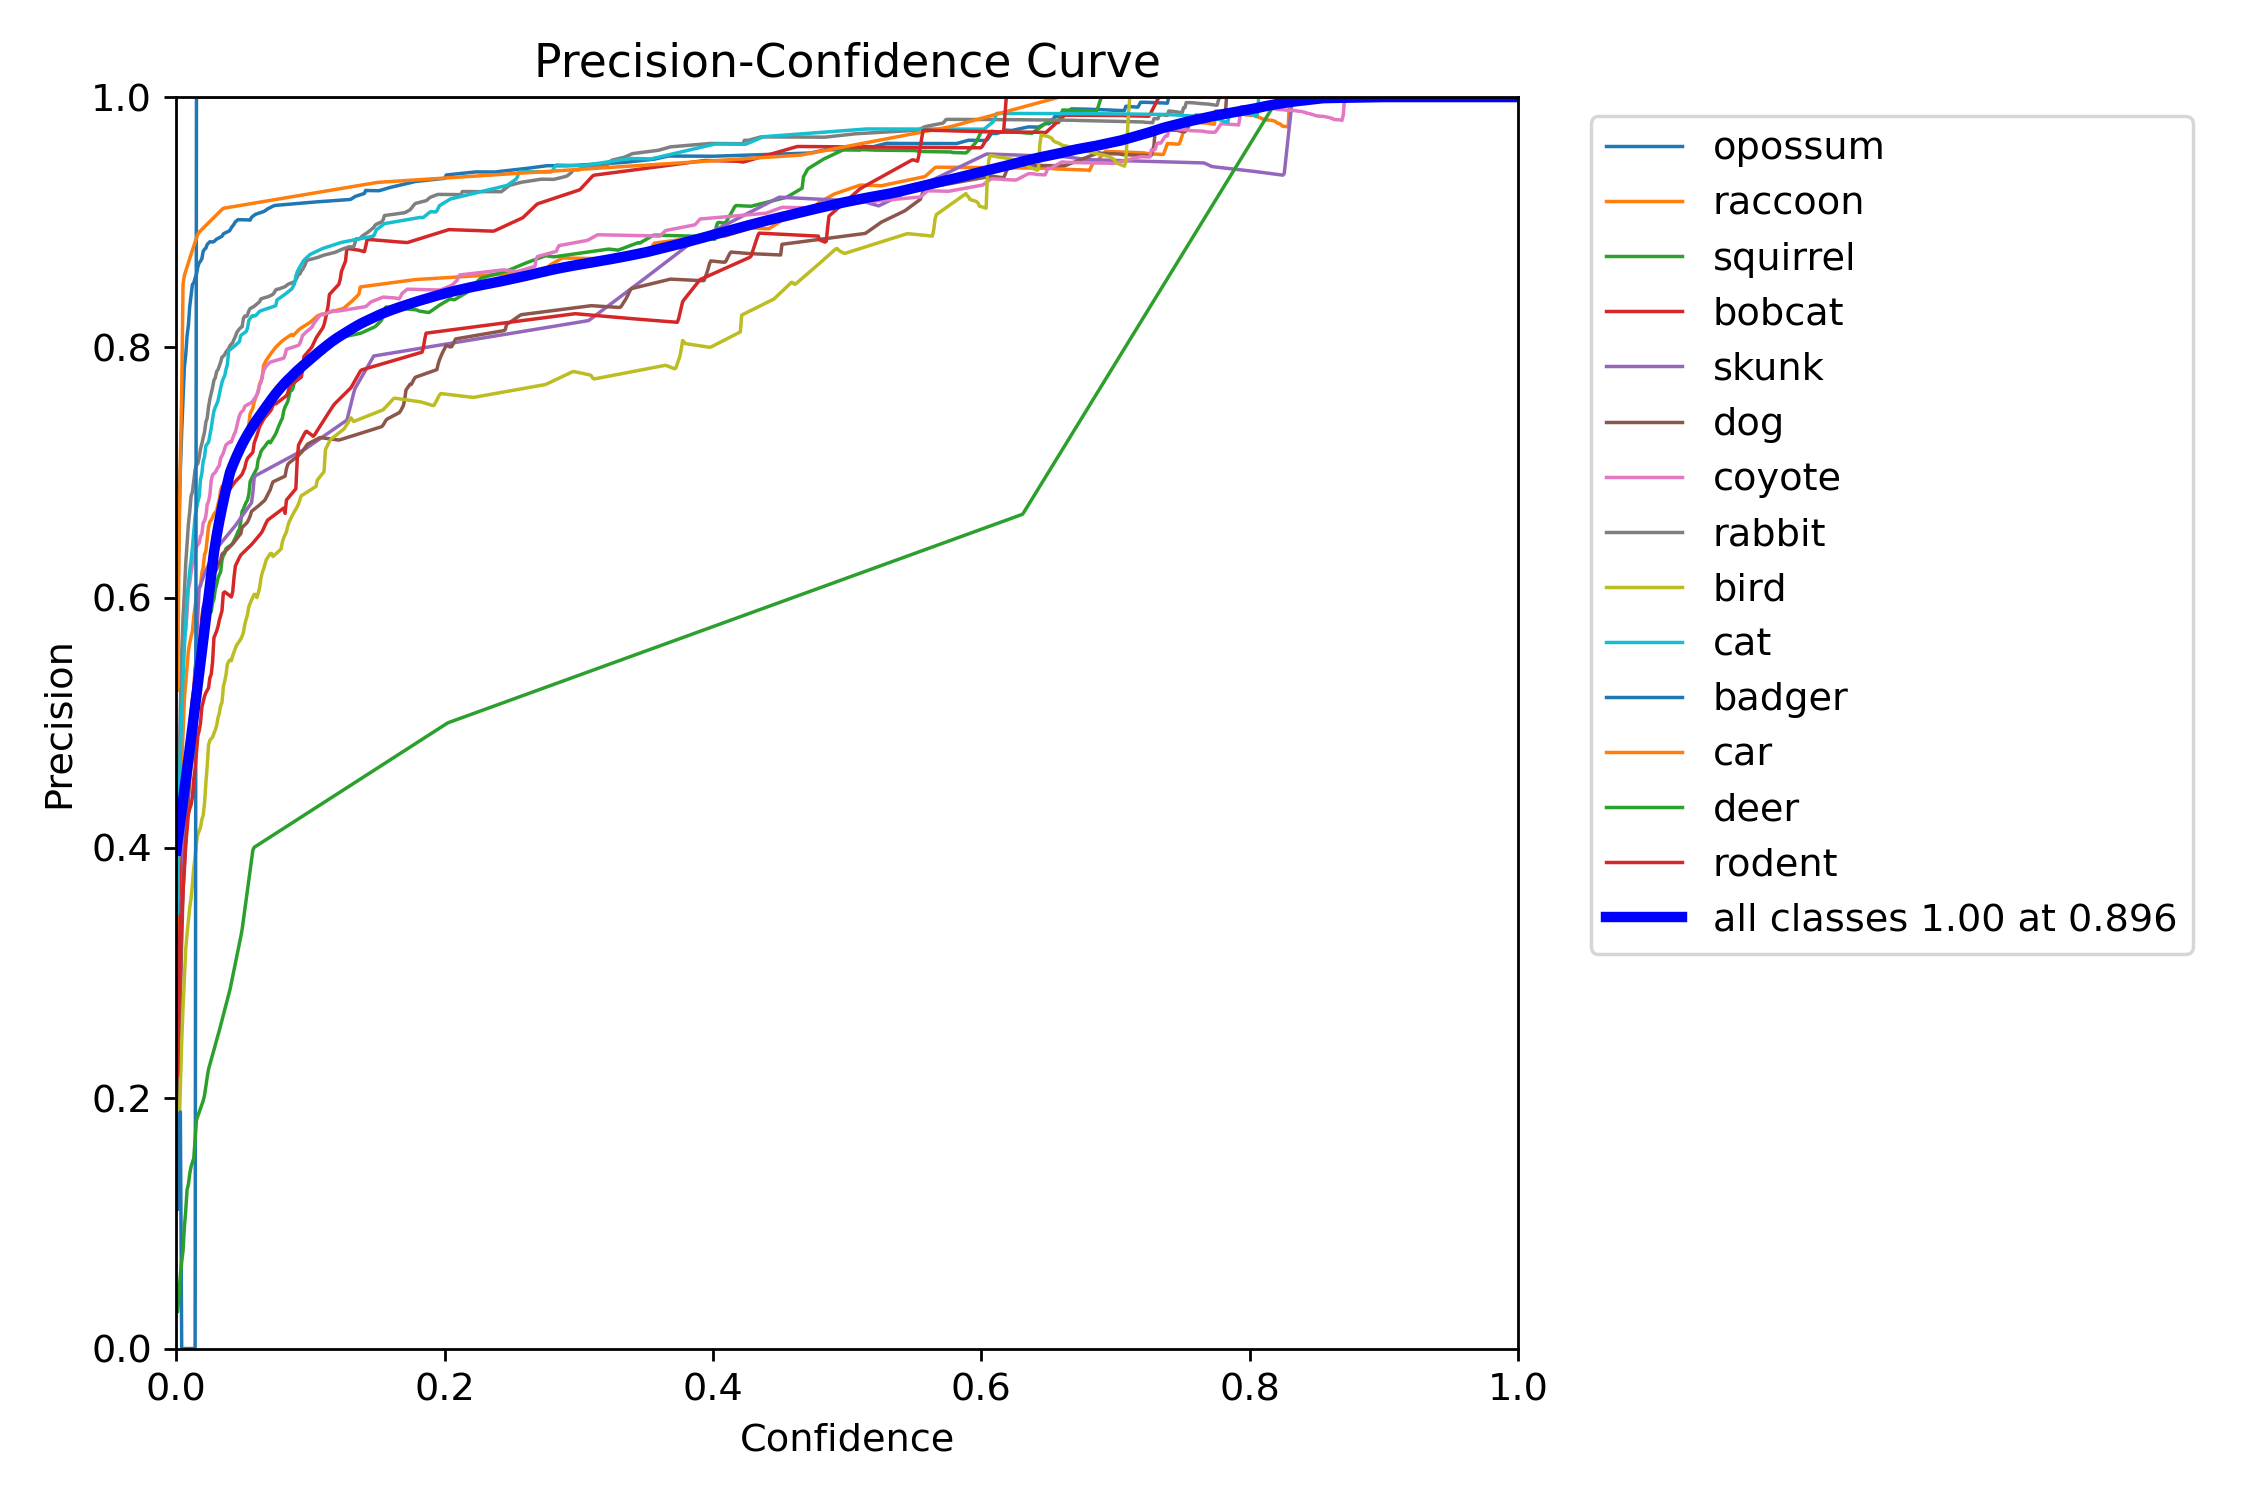 Precision-Confidence Curve
1.0
0.8
0.6
0.4
0.2
0.0
Precision
0.0 0.2 0.4 0.6 0.8 1.0
Confidence
opossum
raccoon
squirrel
bobcat
skunk
dog
coyote
rabbit
bird
cat
badger
car
deer
rodent
all classes 1.00 at 0.896